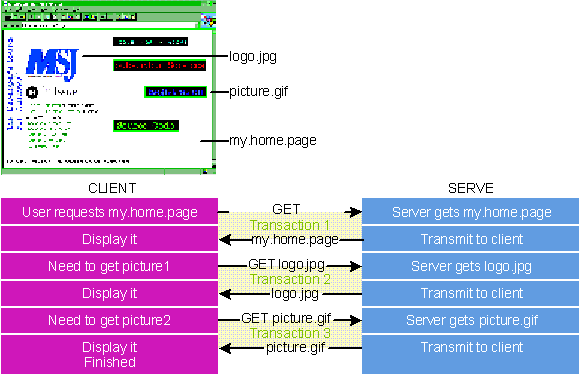 MSJ
logo.jpg
picture.gif
my.home.page
CLIENT
SERVE
User requests my.home.page
GET
Server gets my.home.page
Transaction 1
Display it
my.home.page
Transmit to client
Need to get picture1
GET logo.jpg
Server gets logo.jpg
Transaction 2
Display it
logo.jpg
Transmit to client
Need to get picture2
GET picture.gif
Server gets picture.gif
Transaction 3
Display it
picture.gif
Transmit to client
Finished